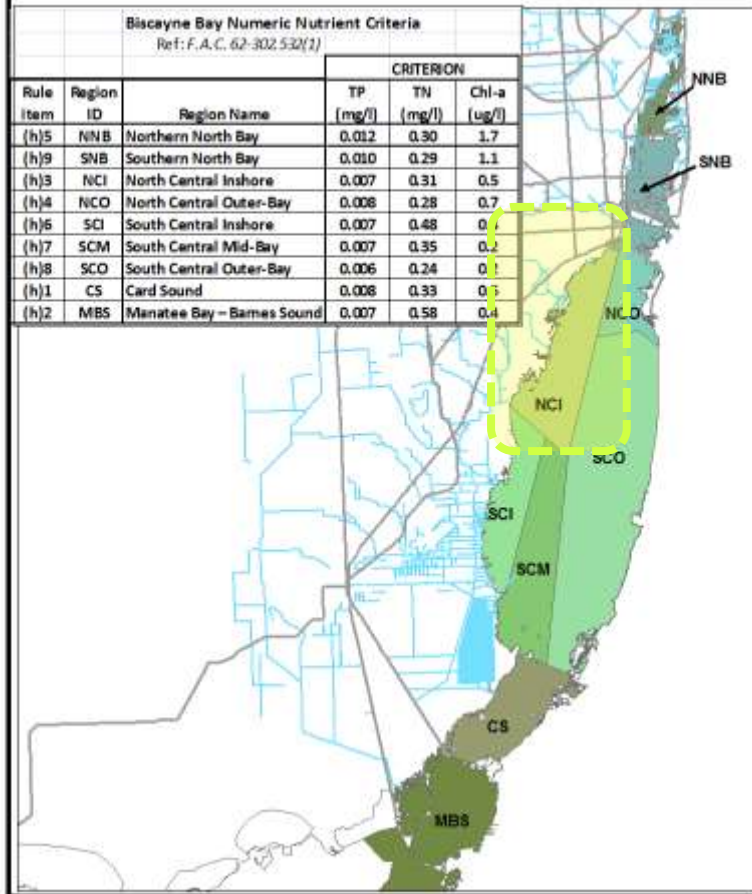 Biscayne Bay Numeric Nutrient Criteria
Ref: F.A.C. 62-302.532(1)
CRITERION
Rule Item Region ID Region Name TP (mg/l) TN (mg/l) Chl-a (ug/l)
(h)5 NNB Northern North Bay 0.012 0.30 1.7
(h)9 SNB Southern North Bay 0.010 0.29 1.1
(h)3 NCI North Central Inshore 0.007 0.31 0.5
(h)4 NCO North Central Outer-Bay 0.008 0.28 0.7
(h)6 SCI South Central Inshore 0.007 0.48
(h)7 SCM South Central Mid-Bay 0.007 0.35 0.2
(h)8 SCO South Central Outer-Bay 0.006 0.24
(h)1 CS Card Sound 0.008 0.33
(h)2 MBS Manatee Bay – Barnes Sound 0.007 0.58 0.4
NNB
SNB
NCO
NCI
SCO
SCI
SCM
CS
MBS